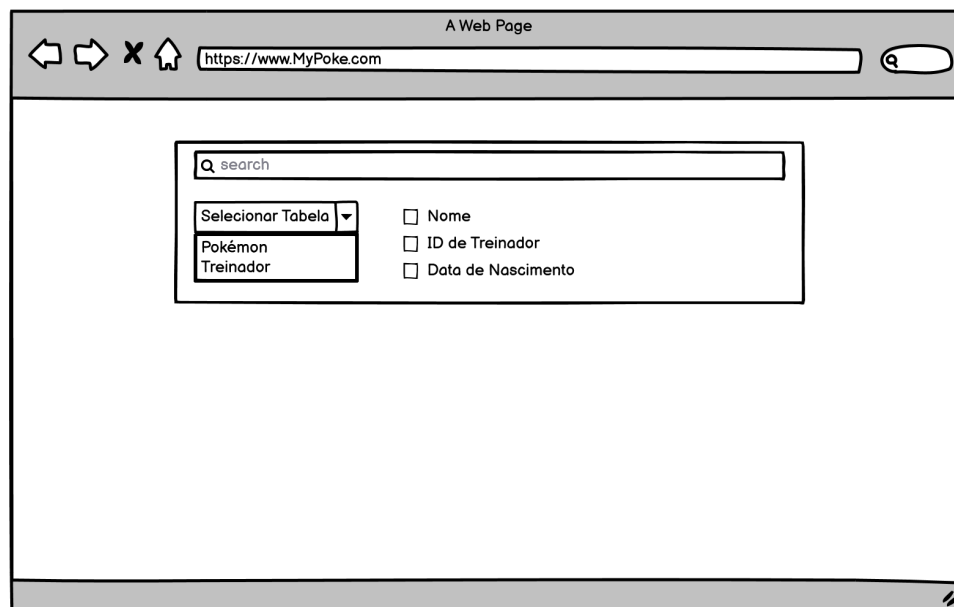 A Web Page
https://www.MyPoke.com
search
Selecionar Tabela
Pokémon
Treinador
Nome
ID de Treinador
Data de Nascimento